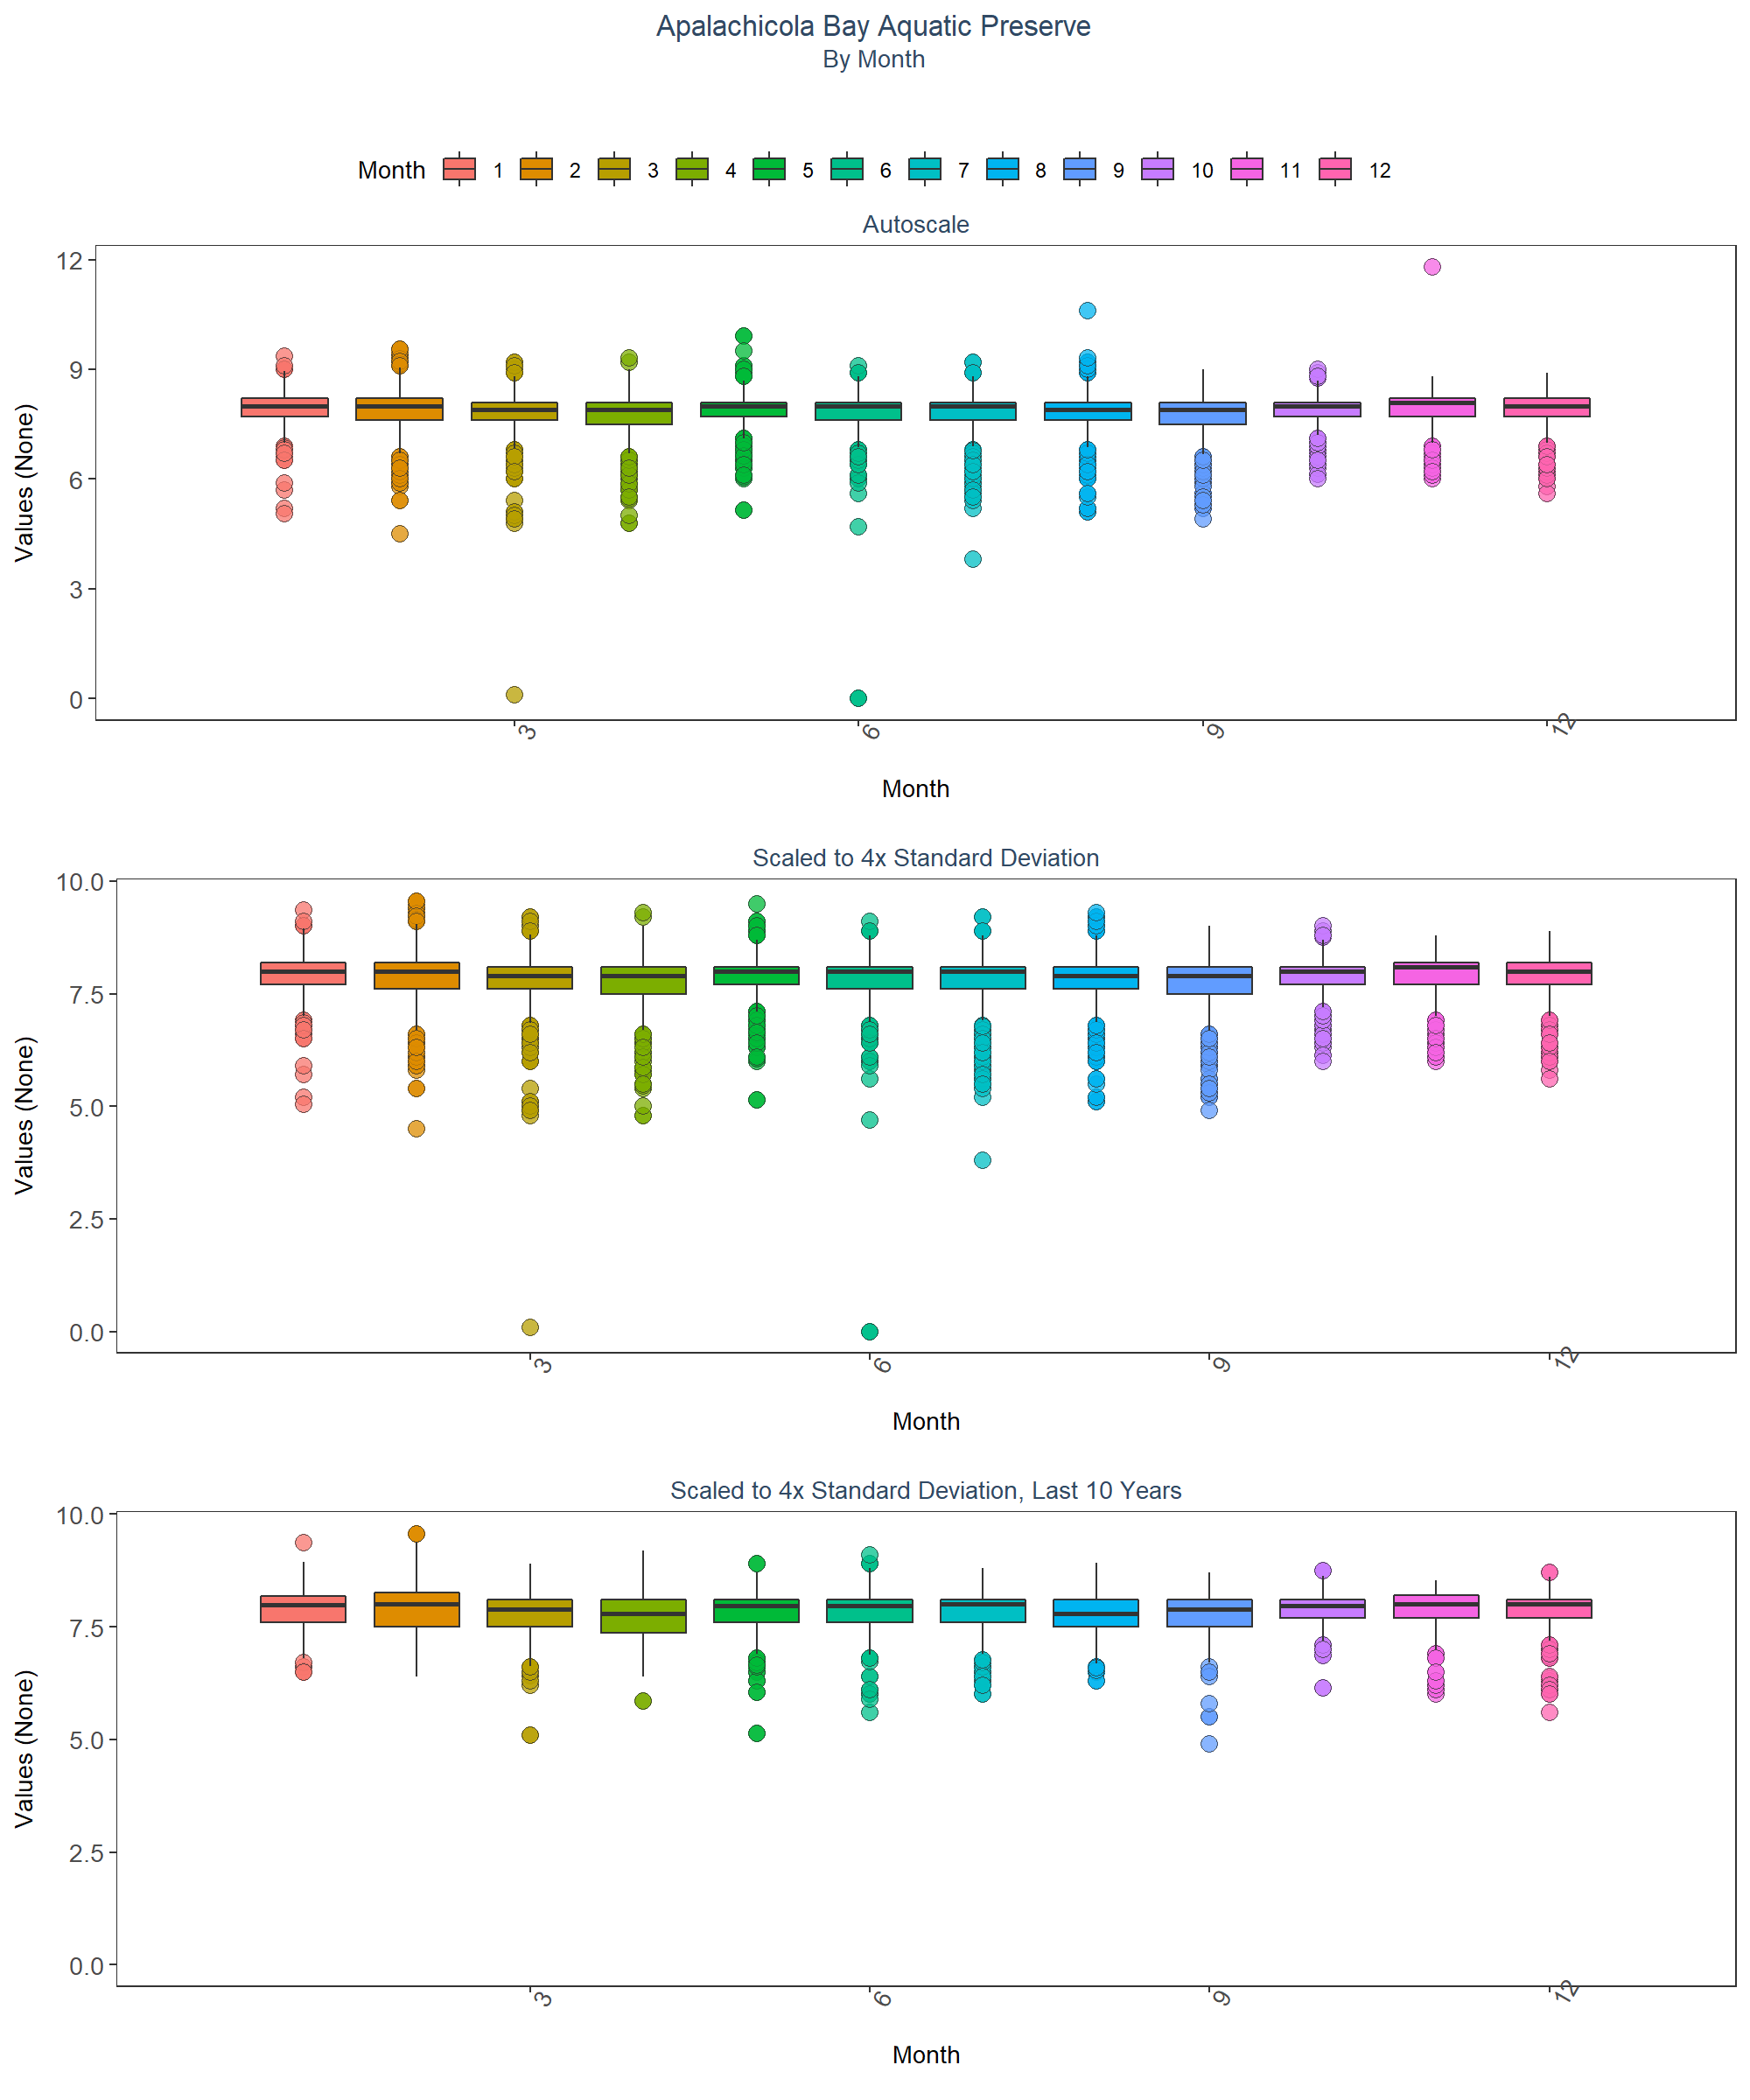 Apalachicola Bay Aquatic Preserve
By Month
Month 1 2 3 4 5 6 7 8 9 10 11 12
Autoscale
Values (None)
12
9
6
3
0
3 6 9 12
Month
Scaled to 4x Standard Deviation
Values (None)
10.0
7.5
5.0
2.5
0.0
3 6 9 12
Month
Scaled to 4x Standard Deviation, Last 10 Years
Values (None)
10.0
7.5
5.0
2.5
0.0
3 6 9 12
Month